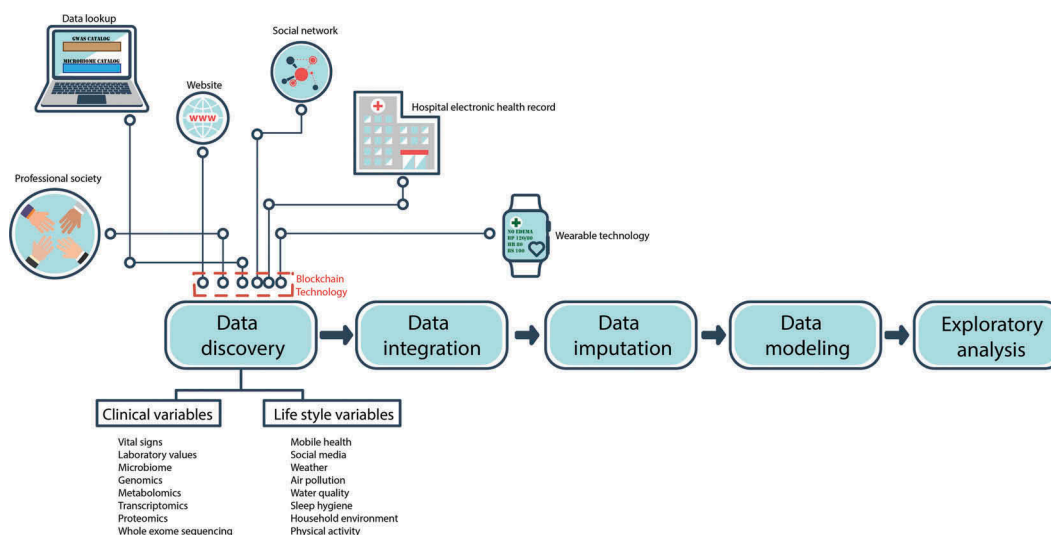 Data lookup
GWAS CATALOG
MICROBIOME CATALOG
Website
WWW
Social network
Hospital electronic health record
Professional society
NO EDEMA
BP 120/80
HR 80
BS 100
Wearable technology
Blockchain
Technology
Data
discovery
Data
integration
Data
imputation
Data
modeling
Exploratory
analysis
Clinical variables
Vital signs
Laboratory values
Microbiome
Genomics
Metabolomics
Transcriptomics
Proteomics
Whole exome sequencing
Life style variables
Mobile health
Social media
Weather
Air pollution
Water quality
Sleep hygiene
Household environment
Physical activity